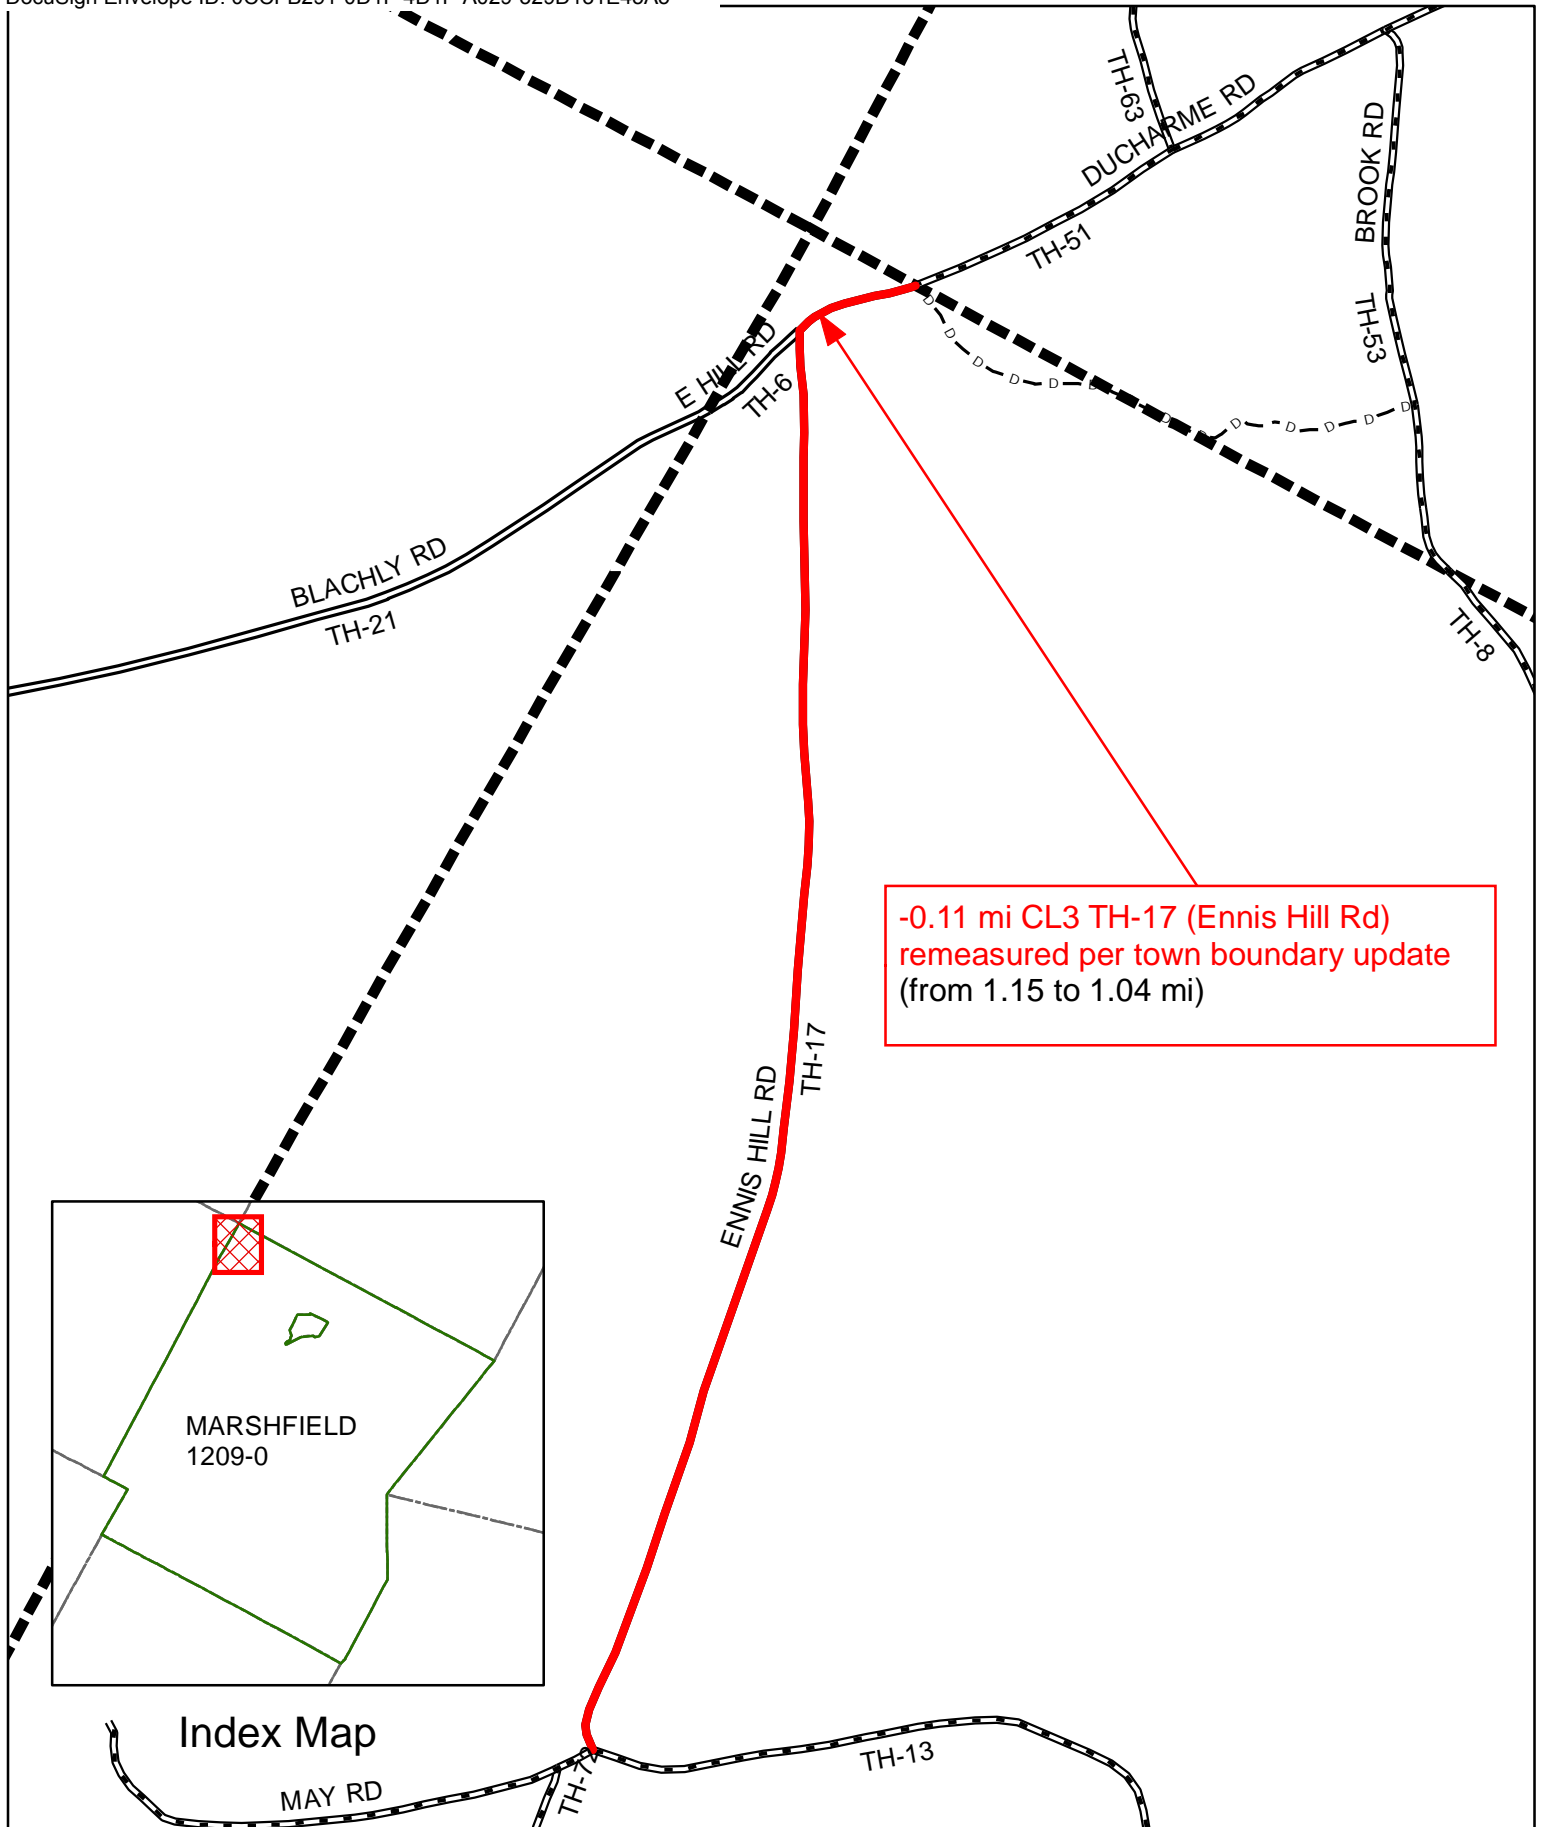 TH-63
DUCHARME RD
BROOK RD
TH-51
TH-53
E HILL RD
TH-6
D D D D D D D D D D D D
BLACHLY RD
TH-21
TH-8
-0.11 mi CL3 TH-17 (Ennis Hill Rd)
remeasured per town boundary update
(from 1.15 to 1.04 mi)
TH-17
ENNIS HILL RD
MARSHFIELD
1209-0
Index Map
TH-13
MAY RD
TH-7